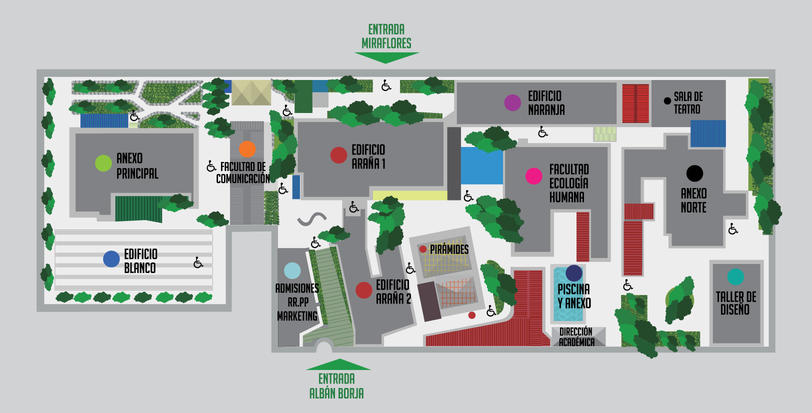 ENTRADA
MIRAFLORES
EDIFICIO
NARANJA
SALA DE
TEATRO
ANEXO
PRINCIPAL
FACULTAD DE
COMUNICACIÓN
EDIFICIO
ARAÑA 1
FACULTAD
ECOLOGÍA
HUMANA
ANEXO
NORTE
EDIFICIO
BLANCO
ADMISIONES
RR.PP
MARKETING
EDIFICIO
ARAÑA 2
PIRÁMIDES
PISCINA
Y ANEXO
DIRECCIÓN
ACADÉMICA
TALLER DE
DISEÑO
ENTRADA
ALBÁN BORJA